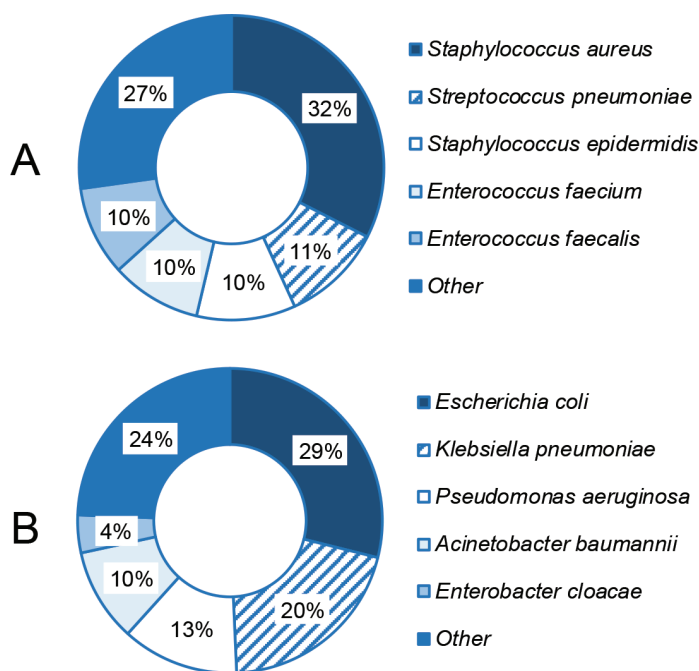 A
27%
32%
11%
10%
10%
10%
Staphylococcus aureus
Streptococcus pneumoniae
Staphylococcus epidermidis
Enterococcus faecium
Enterococcus faecalis
Other
B
24%
29%
20%
13%
10%
4%
Escherichia coli
Klebsiella pneumoniae
Pseudomonas aeruginosa
Acinetobacter baumannii
Enterobacter cloacae
Other